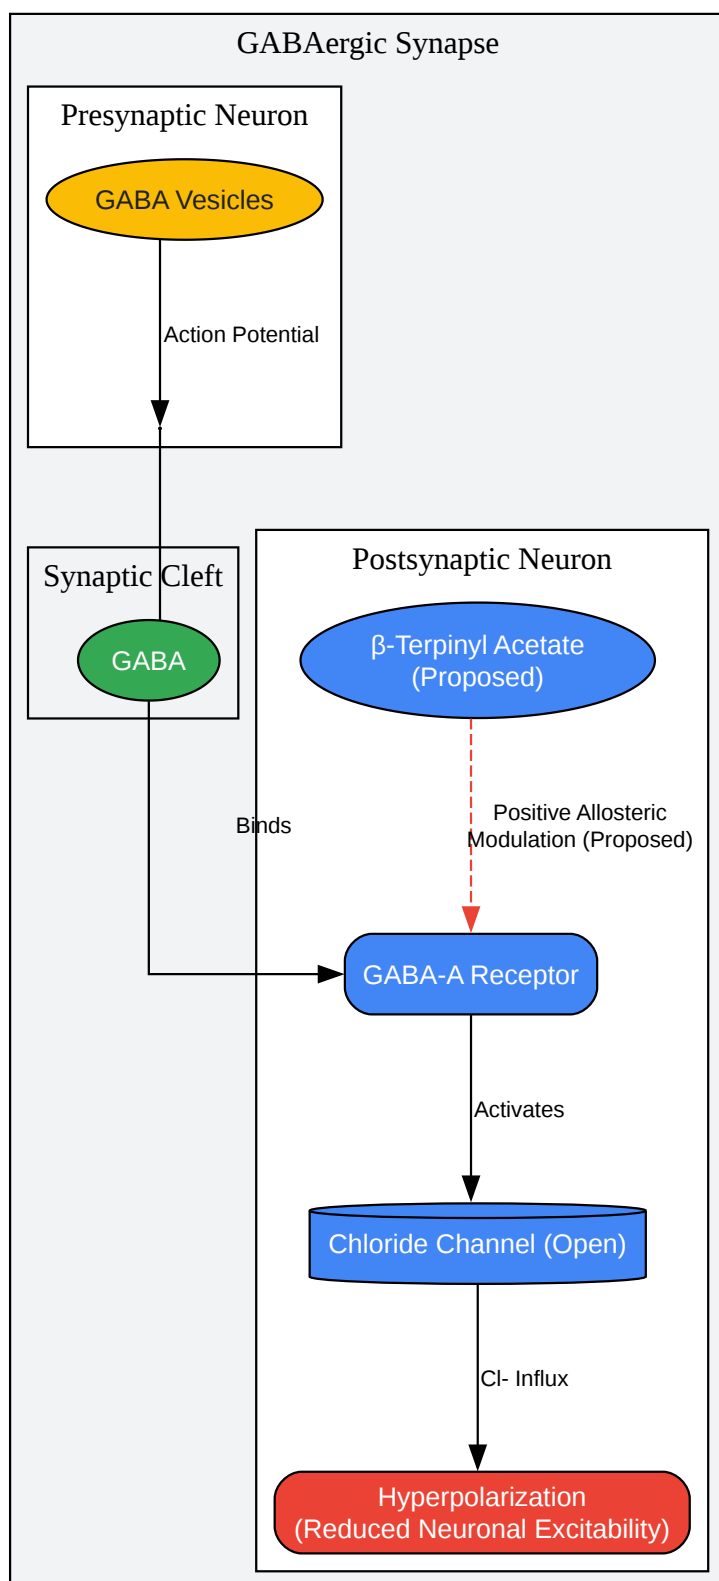 GABAergic Synapse
Presynaptic Neuron
GABA Vesicles
Action Potential
Synaptic Cleft
GABA
Postsynaptic Neuron
β-Terpinyl Acetate
(Proposed)
Binds
Positive Allosteric
Modulation (Proposed)
GABA-A Receptor
Activates
Chloride Channel (Open)
Cl- Influx
Hyperpolarization
(Reduced Neuronal Excitability)